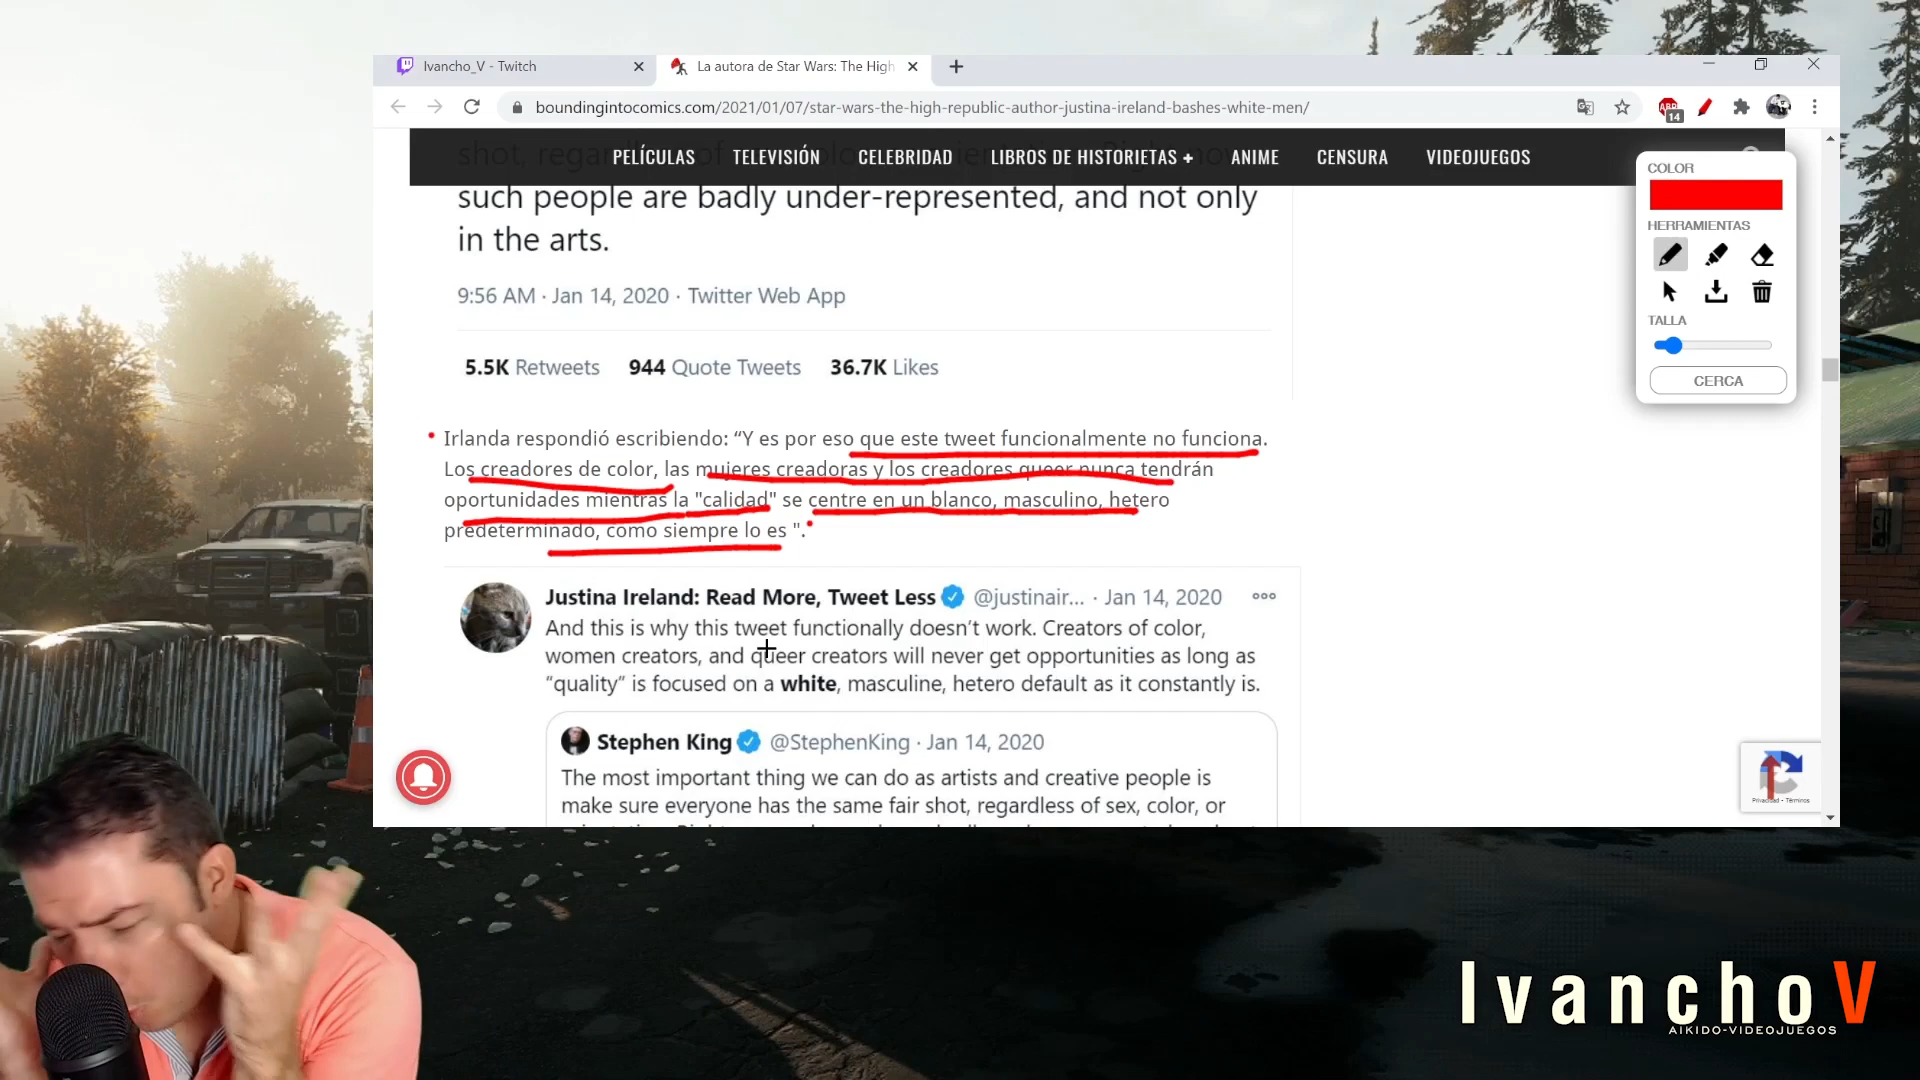 Ivancho_V - Twitch
La autora de Star Wars: The High
boundingintocomics.com/2021/01/07/star-wars-the-high-republic-author-justina-ireland-bashes-white-men/
ABP
14
PELÍCULAS TELEVISIÓN CELEBRIDAD LIBROS DE HISTORIETAS + ANIME CENSURA VIDEOJUEGOS
such people are badly under-represented, and not only
in the arts.
9:56 AM · Jan 14, 2020 · Twitter Web App
5.5K Retweets 944 Quote Tweets 36.7K Likes
Irlanda respondió escribiendo: “Y es por eso que este tweet funcionalmente no funciona.
Los creadores de color, las mujeres creadoras y los creadores queer nunca tendrán
oportunidades mientras la "calidad" se centre en un blanco, masculino, hetero
predeterminado, como siempre lo es ".
Justina Ireland: Read More, Tweet Less @justinair... · Jan 14, 2020
And this is why this tweet functionally doesn’t work. Creators of color,
women creators, and queer creators will never get opportunities as long as
“quality” is focused on a white, masculine, hetero default as it constantly is.
Stephen King @StephenKing · Jan 14, 2020
The most important thing we can do as artists and creative people is
make sure everyone has the same fair shot, regardless of sex, color, or
COLOR
HERRAMIENTAS
TALLA
CERCA
Privacidad - Términos
IvanchoV
AIKIDO-VIDEOJUEGOS